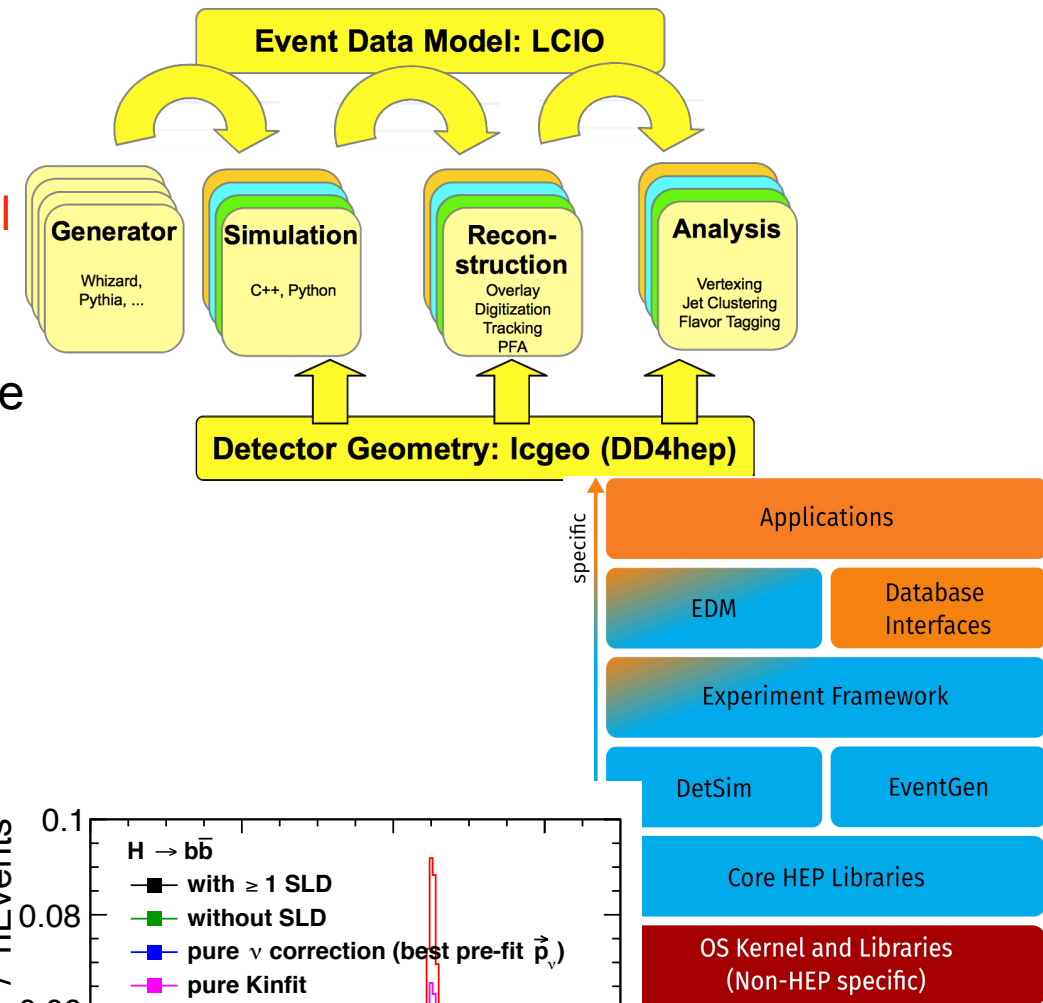 Event Data Model: LCIO
l
Generator
Whizard,
Pythia, ...
Simulation
C++, Python
Recon-
struction
Overlay
Digitization
Tracking
PFA
Analysis
Vertexing
Jet Clustering
Flavor Tagging
e
Detector Geometry: lcgeo (DD4hep)
specific
Applications
EDM
Database
Interfaces
Experiment Framework
DetSim
EventGen
Core HEP Libraries
OS Kernel and Libraries
(Non-HEP specific)
0.1
0.08
H → bb̅
with ≥ 1 SLD
without SLD
pure ν correction (best pre-fit p⃗ν)
pure Kinfit